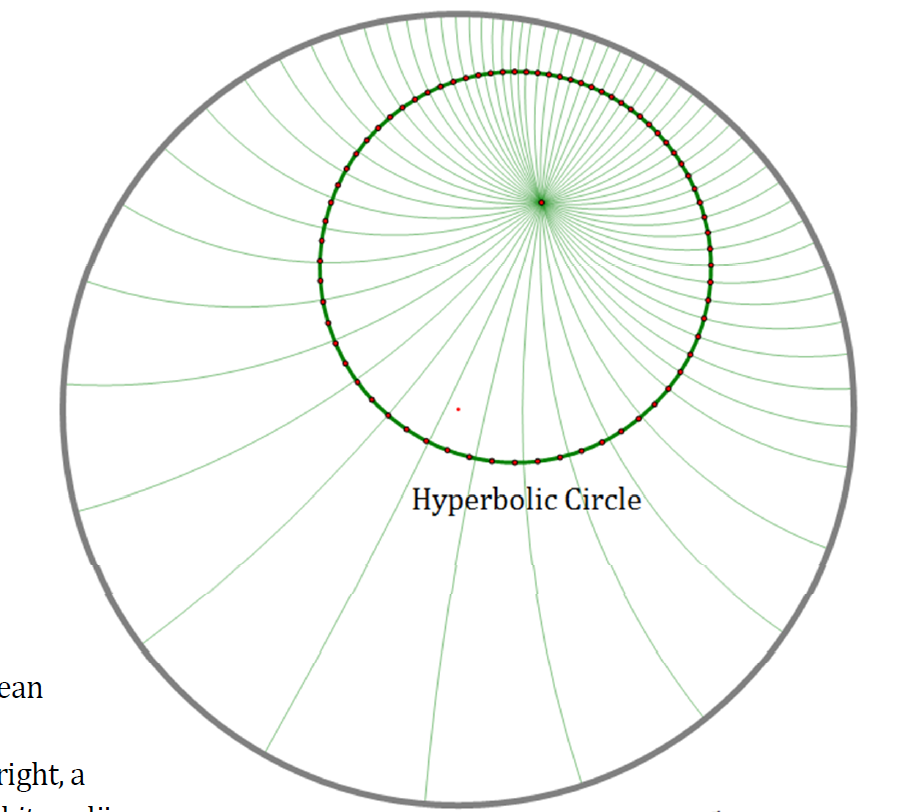 Hyperbolic Circle
ean
right, a